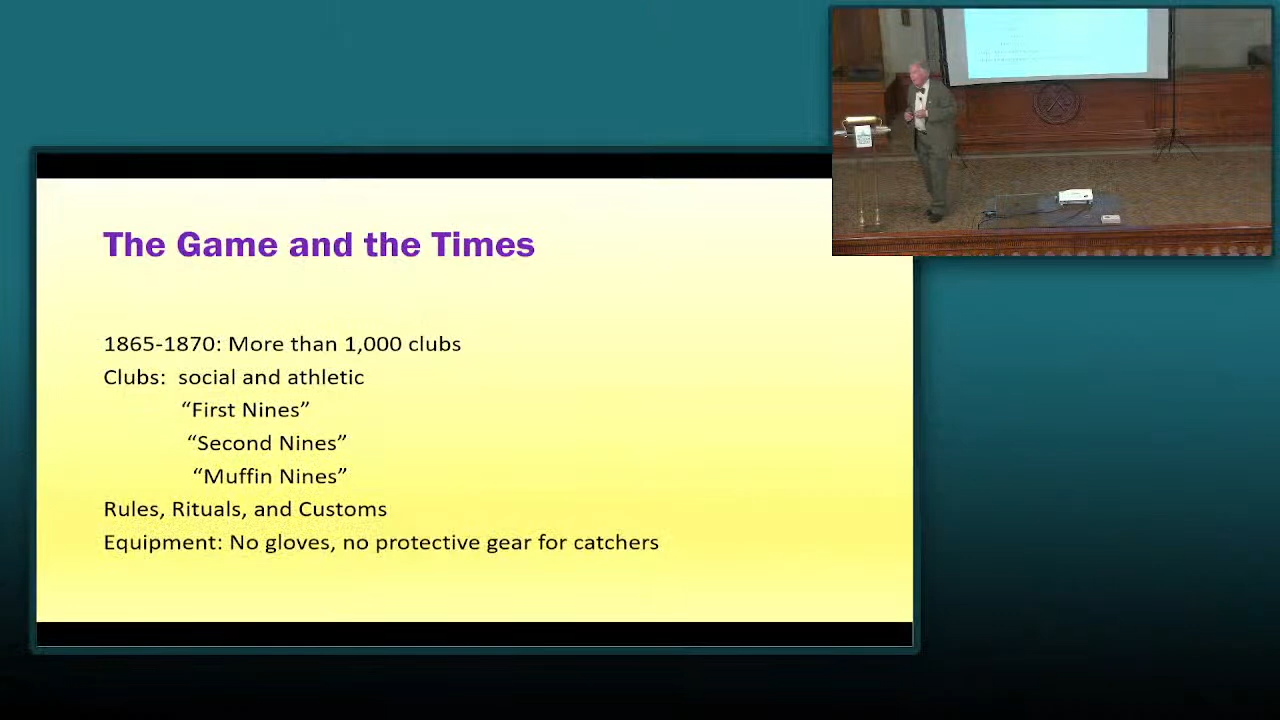 The Game and the Times
1865-1870: More than 1,000 clubs
Clubs: social and athletic
“First Nines”
“Second Nines”
“Muffin Nines”
Rules, Rituals, and Customs
Equipment: No gloves, no protective gear for catchers